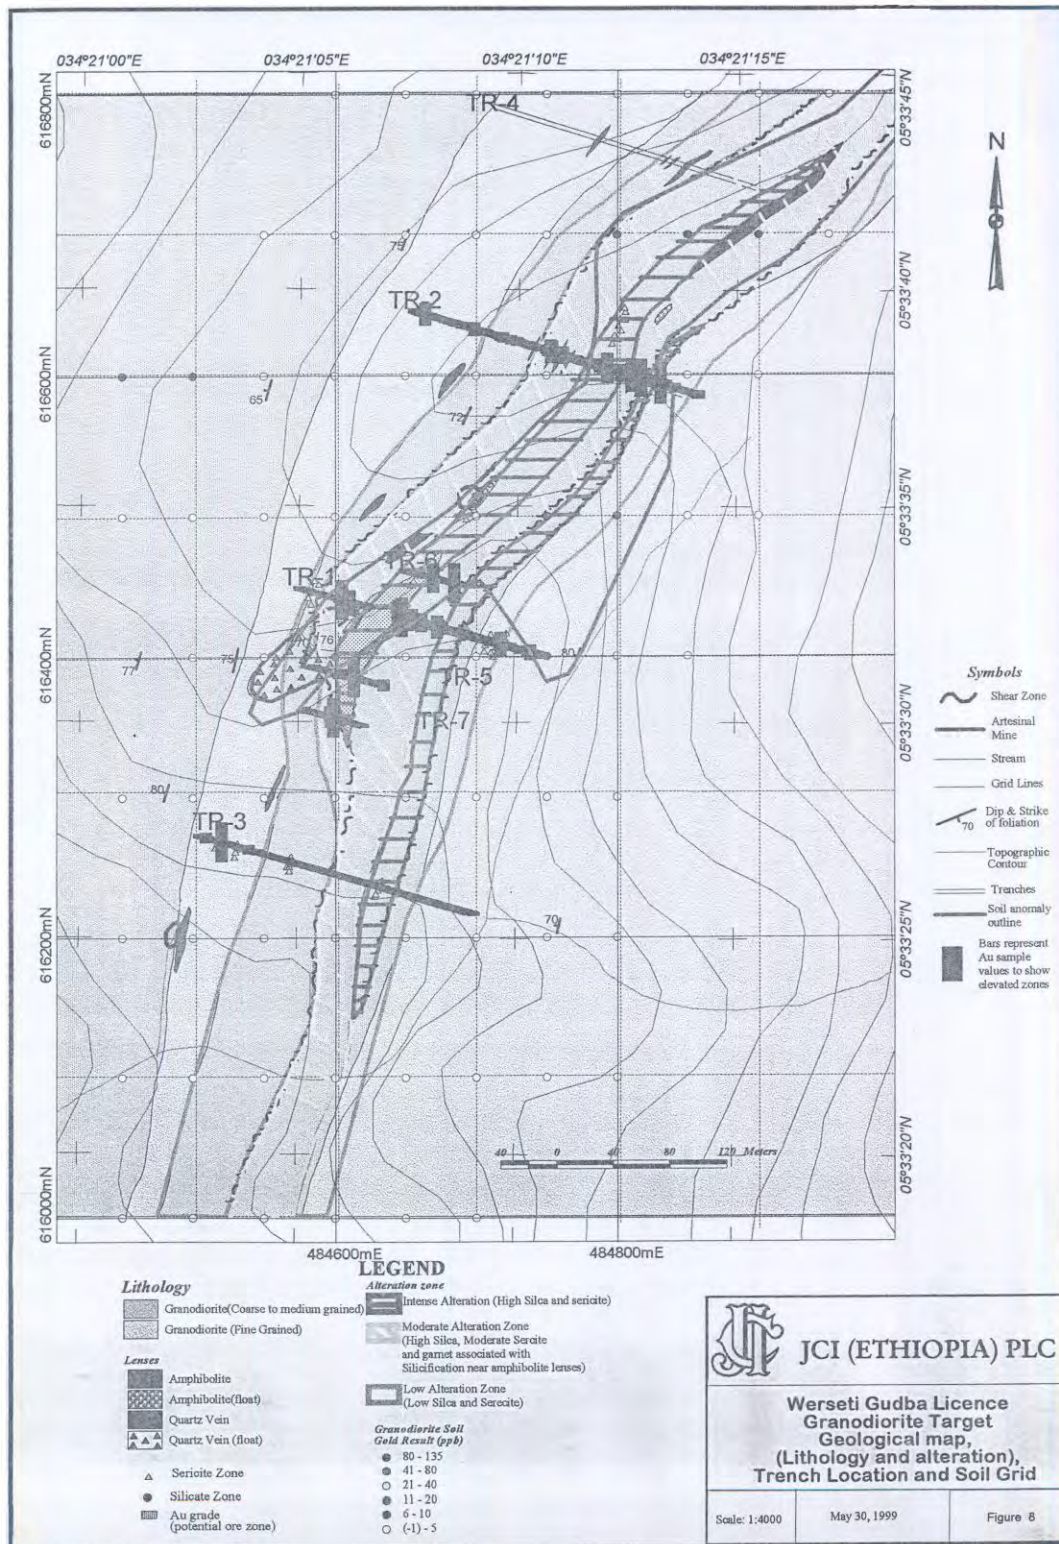 034°21'00"E
034°21'05"E
034°21'10"E
034°21'15"E
616800mN
616600mN
616400mN
616200mN
616000mN
05°33'45"N
05°33'40"N
05°33'35"N
05°33'30"N
05°33'25"N
05°33'20"N
N
TR-4
75
TR-2
65
72
TR-6
TR-1
76
77
75
80
TR-5
TR-7
80
TR-3
70
40 0 40 80 120 Meters
484600mE
484800mE
Symbols
Shear Zone
Artesinal
Mine
Stream
Grid Lines
70
Dip & Strike
of foliation
Topographic
Contour
Trenches
Soil anomaly
outline
Bars represent
Au sample
values to show
elevated zones
LEGEND
Lithology
Granodiorite(Coarse to medium grained)
Granodiorite (Fine Grained)
Lenses
Amphibolite
Amphibolite(float)
Quartz Vein
Quartz Vein (float)
Sericite Zone
Silicate Zone
Au grade
(potential ore zone)
Alteration zone
Intense Alteration (High Silca and sericite)
Moderate Alteration Zone
(High Silica, Moderate Sercite
and garnet associated with
Silicification near amphibolite lenses)
Low Alteration Zone
(Low Silca and Serecite)
Granodiorite Soil
Gold Result (ppb)
80 - 135
41 - 80
21 - 40
11 - 20
6 - 10
(-1) - 5
JCI (ETHIOPIA) PLC
Werseti Gudba Licence
Granodiorite Target
Geological map,
(Lithology and alteration),
Trench Location and Soil Grid
Scale: 1:4000
May 30, 1999
Figure 8